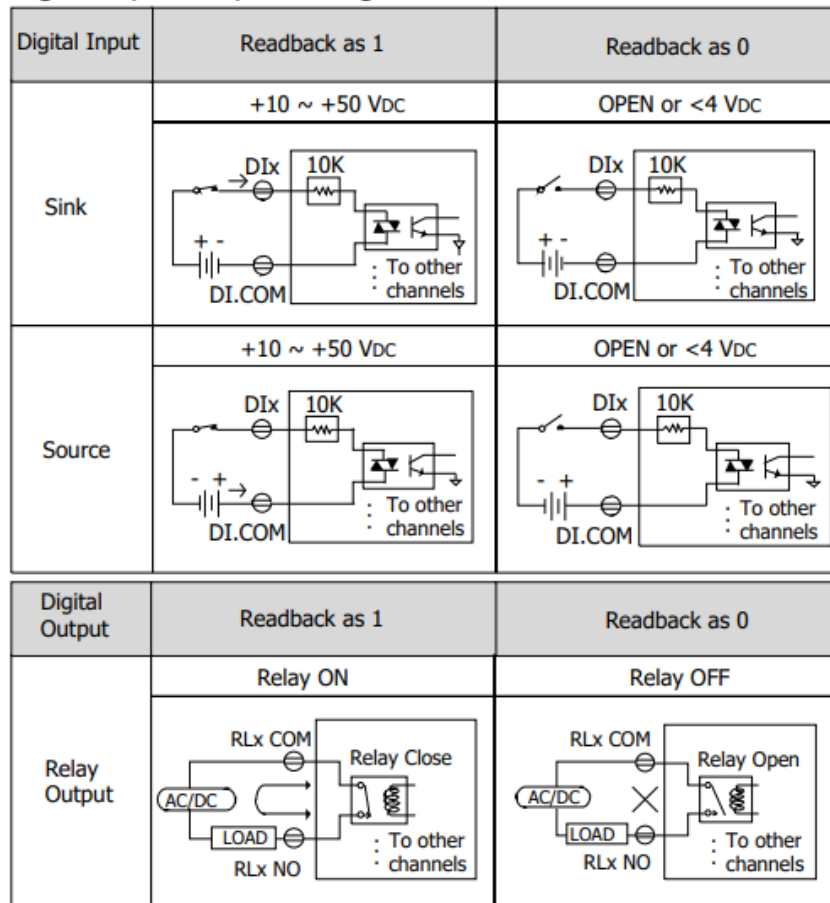 Digital Input
Readback as 1
Readback as 0
Sink
+10 ~ +50 VDC
OPEN or <4 VDC
DIx
10K
+ -
DI.COM
To other
channels
DIx
10K
+ -
DI.COM
To other
channels
Source
+10 ~ +50 VDC
OPEN or <4 VDC
DIx
10K
- +
DI.COM
To other
channels
DIx
10K
- +
DI.COM
To other
channels
Digital
Output
Readback as 1
Readback as 0
Relay
Output
Relay ON
Relay OFF
RLx COM
Relay Close
AC/DC
LOAD
RLx NO
To other
channels
RLx COM
Relay Open
AC/DC
LOAD
RLx NO
To other
channels